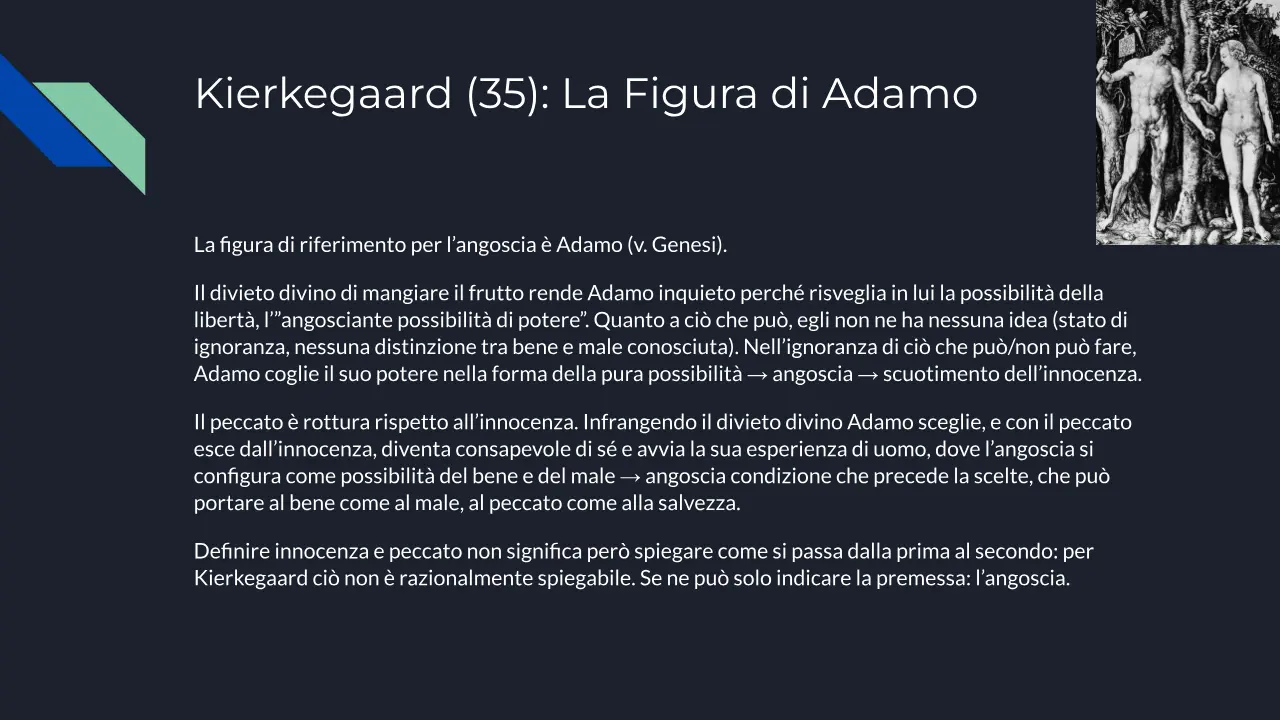 Kierkegaard (35): La Figura di Adamo
La figura di riferimento per l’angoscia è Adamo (v. Genesi).
Il divieto divino di mangiare il frutto rende Adamo inquieto perché risveglia in lui la possibilità della
libertà, l’”angosciante possibilità di potere”. Quanto a ciò che può, egli non ne ha nessuna idea (stato di
ignoranza, nessuna distinzione tra bene e male conosciuta). Nell’ignoranza di ciò che può/non può fare,
Adamo coglie il suo potere nella forma della pura possibilità → angoscia → scuotimento dell’innocenza.
Il peccato è rottura rispetto all’innocenza. Infrangendo il divieto divino Adamo sceglie, e con il peccato
esce dall’innocenza, diventa consapevole di sé e avvia la sua esperienza di uomo, dove l’angoscia si
configura come possibilità del bene e del male → angoscia condizione che precede la scelte, che può
portare al bene come al male, al peccato come alla salvezza.
Definire innocenza e peccato non significa però spiegare come si passa dalla prima al secondo: per
Kierkegaard ciò non è razionalmente spiegabile. Se ne può solo indicare la premessa: l’angoscia.